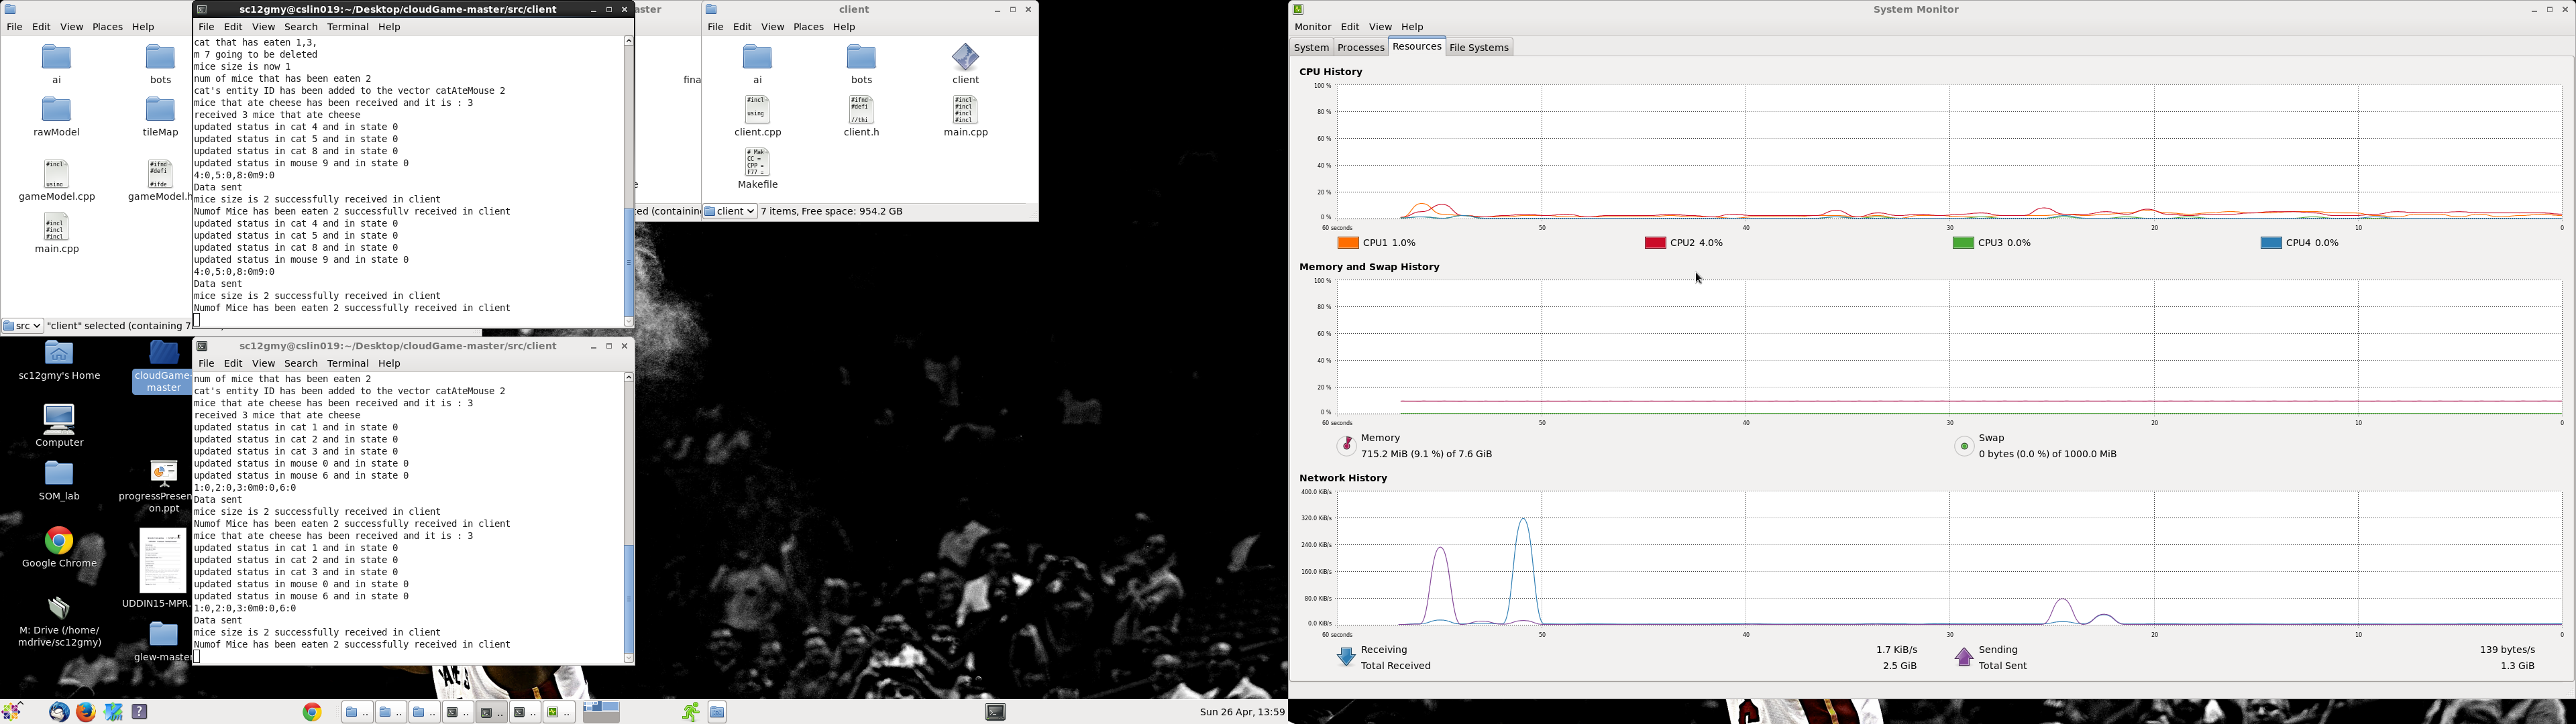 sc12gmy@cslin019:~/Desktop/cloudGame-master/src/client
File Edit View Search Terminal Help
cat that has eaten 1,3,
m 7 going to be deleted
mice size is now 1
num of mice that has been eaten 2
cat's entity ID has been added to the vector catAteMouse 2
mice that ate cheese has been received and it is : 3
received 3 mice that ate cheese
updated status in cat 4 and in state 0
updated status in cat 5 and in state 0
updated status in cat 8 and in state 0
updated status in mouse 9 and in state 0
4:0,5:0,8:0m9:0
Data sent
mice size is 2 successfully received in client
Numof Mice has been eaten 2 successfully received in client
updated status in cat 4 and in state 0
updated status in cat 5 and in state 0
updated status in cat 8 and in state 0
updated status in mouse 9 and in state 0
4:0,5:0,8:0m9:0
Data sent
mice size is 2 successfully received in client
Numof Mice has been eaten 2 successfully received in client
File Edit View Places Help
ai
bots
rawModel
tileMap
gameModel.cpp
gameModel.h
main.cpp
src
"client" selected (containing 7
ster
fina
ed (containin
client
File Edit View Places Help
ai
bots
client
#incl
using
client.cpp
#ifnd
#defi
//thi
client.h
#incl
#incl
#incl
main.cpp
# Mak
CC =
CPP =
F77 =
Makefile
client
7 items, Free space: 954.2 GB
sc12gmy@cslin019:~/Desktop/cloudGame-master/src/client
File Edit View Search Terminal Help
num of mice that has been eaten 2
cat's entity ID has been added to the vector catAteMouse 2
mice that ate cheese has been received and it is : 3
received 3 mice that ate cheese
updated status in cat 1 and in state 0
updated status in cat 2 and in state 0
updated status in cat 3 and in state 0
updated status in mouse 0 and in state 0
updated status in mouse 6 and in state 0
1:0,2:0,3:0m0:0,6:0
Data sent
mice size is 2 successfully received in client
Numof Mice has been eaten 2 successfully received in client
mice that ate cheese has been received and it is : 3
updated status in cat 1 and in state 0
updated status in cat 2 and in state 0
updated status in cat 3 and in state 0
updated status in mouse 0 and in state 0
updated status in mouse 6 and in state 0
1:0,2:0,3:0m0:0,6:0
Data sent
mice size is 2 successfully received in client
Numof Mice has been eaten 2 successfully received in client
sc12gmy's Home
cloudGame-
master
Computer
SOM_lab
progressPresen
on.ppt
Google Chrome
UDDIN15-MPR.
M: Drive (/home/
mdrive/sc12gmy)
glew-master
Sun 26 Apr, 13:59
System Monitor
Monitor Edit View Help
System Processes Resources File Systems
CPU History
100 %
80 %
60 %
40 %
20 %
0 %
60 seconds 50 40 30 20 10 0
CPU1 1.0%
CPU2 4.0%
CPU3 0.0%
CPU4 0.0%
Memory and Swap History
100 %
80 %
60 %
40 %
20 %
0 %
60 seconds 50 40 30 20 10 0
Memory
715.2 MiB (9.1 %) of 7.6 GiB
Swap
0 bytes (0.0 %) of 1000.0 MiB
Network History
400.0 KiB/s
320.0 KiB/s
240.0 KiB/s
160.0 KiB/s
80.0 KiB/s
0.0 KiB/s
60 seconds 50 40 30 20 10 0
Receiving 1.7 KiB/s
Total Received 2.5 GiB
Sending 139 bytes/s
Total Sent 1.3 GiB